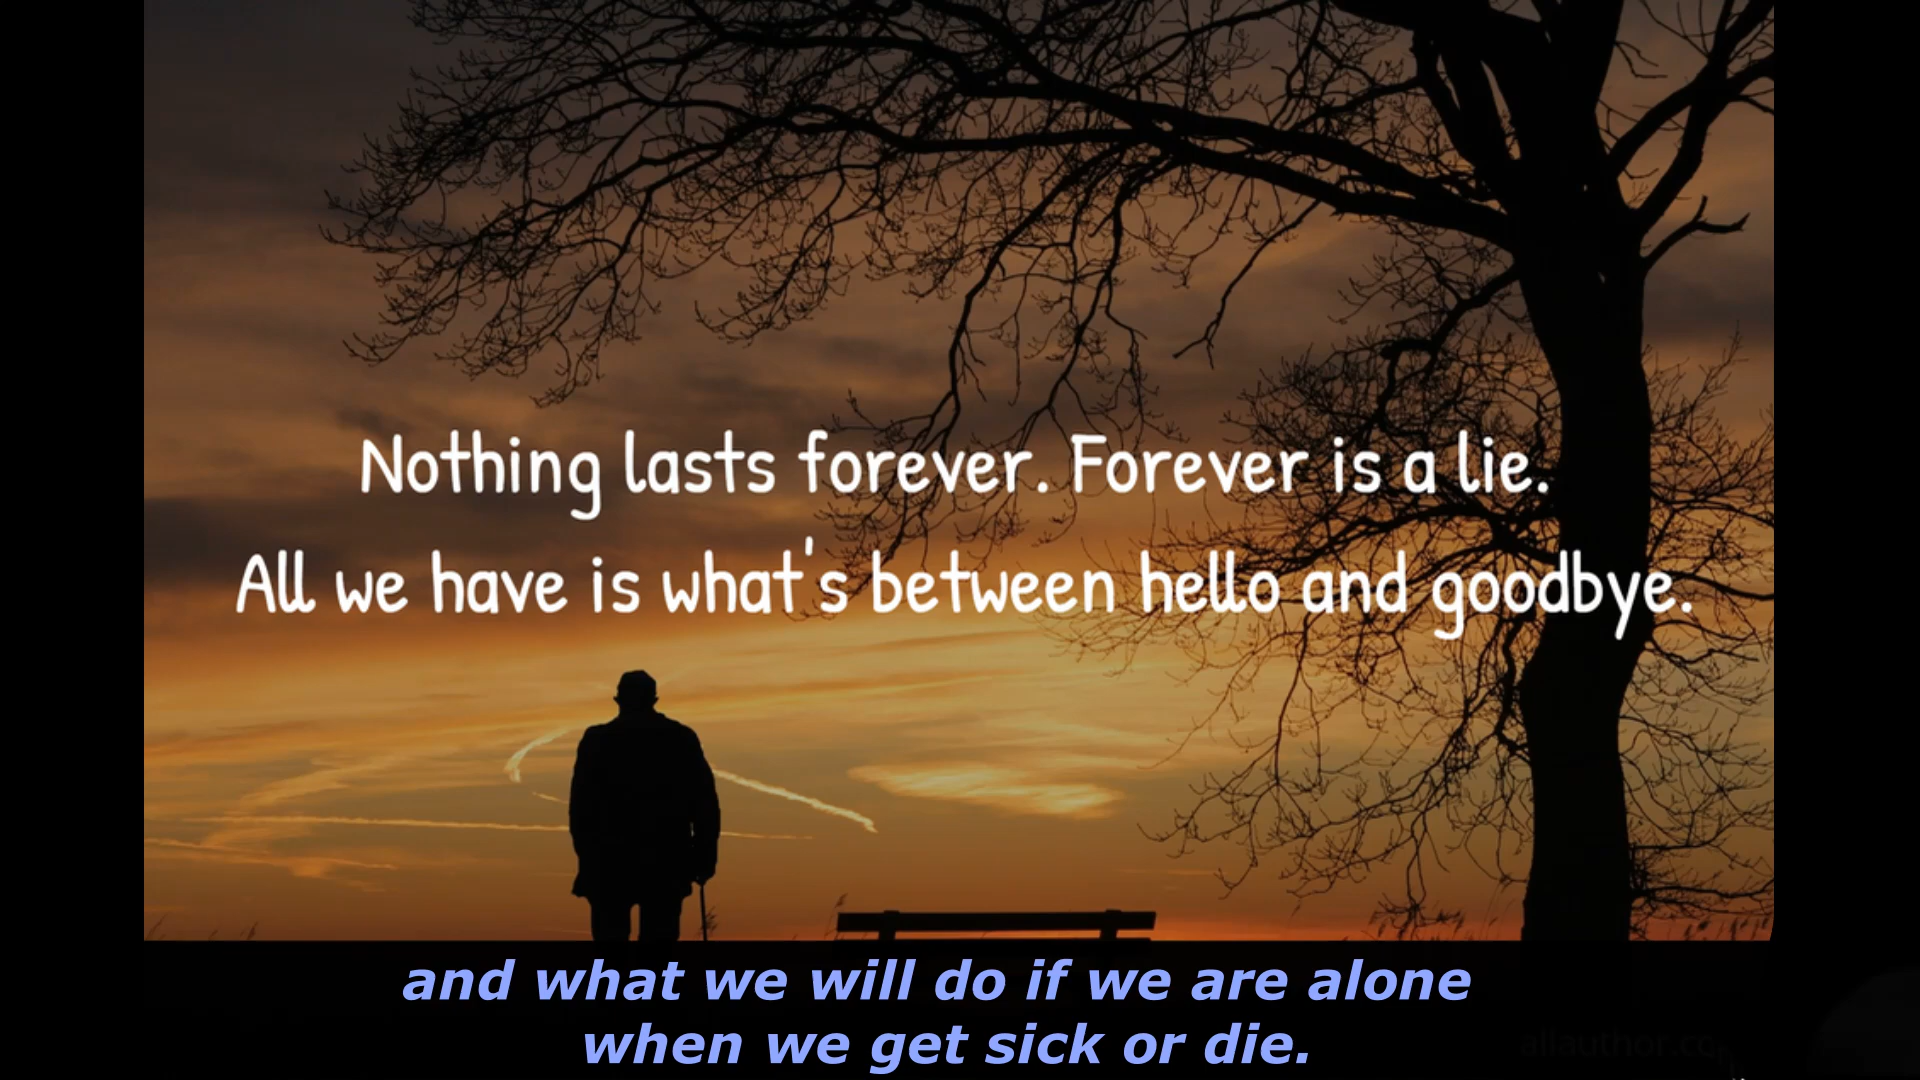 Nothing lasts forever. Forever is a lie.
All we have is what's between hello and goodbye.
and what we will do if we are alone
when we get sick or die.